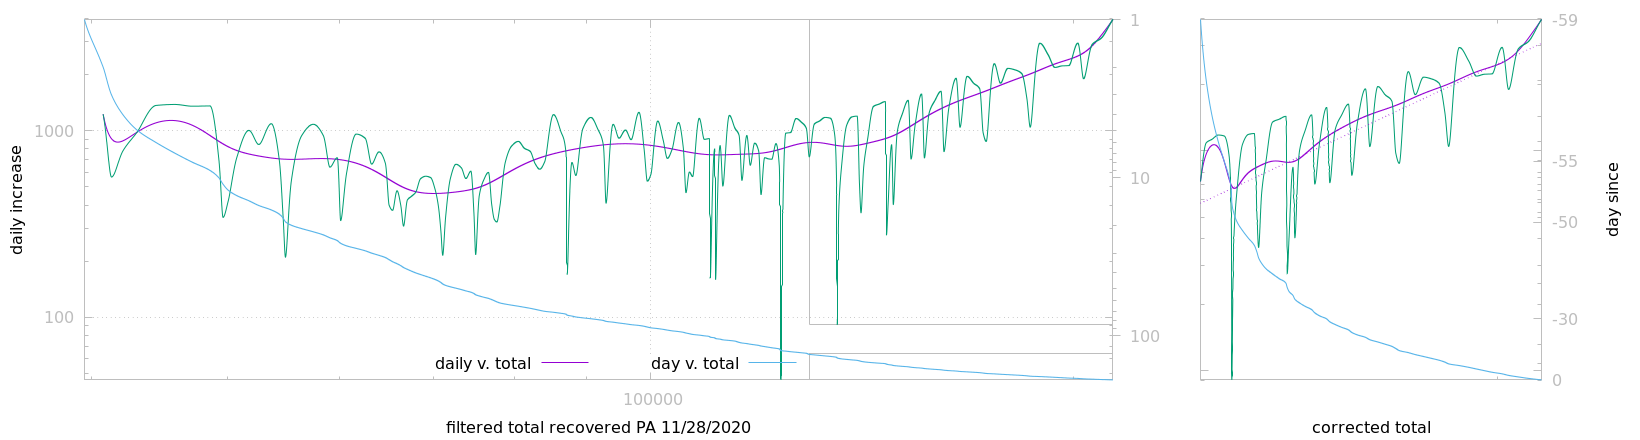 daily increase
1000
100
1
10
100
100000
daily v. total
day v. total
filtered total recovered PA 11/28/2020
-59
-55
-50
-30
0
day since
corrected total